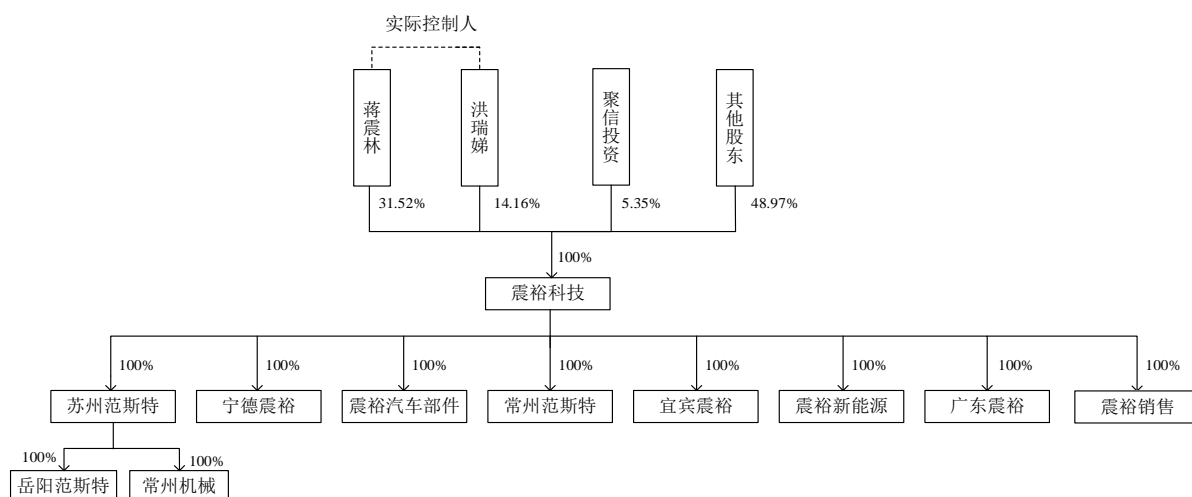 实际控制人
蒋震林
洪瑞娣
聚信投资
其他股东
31.52%
14.16%
5.35%
48.97%
100%
震裕科技
100%
100%
100%
100%
100%
100%
100%
100%
苏州范斯特
宁德震裕
震裕汽车部件
常州范斯特
宜宾震裕
震裕新能源
广东震裕
震裕销售
100%
100%
岳阳范斯特
常州机械